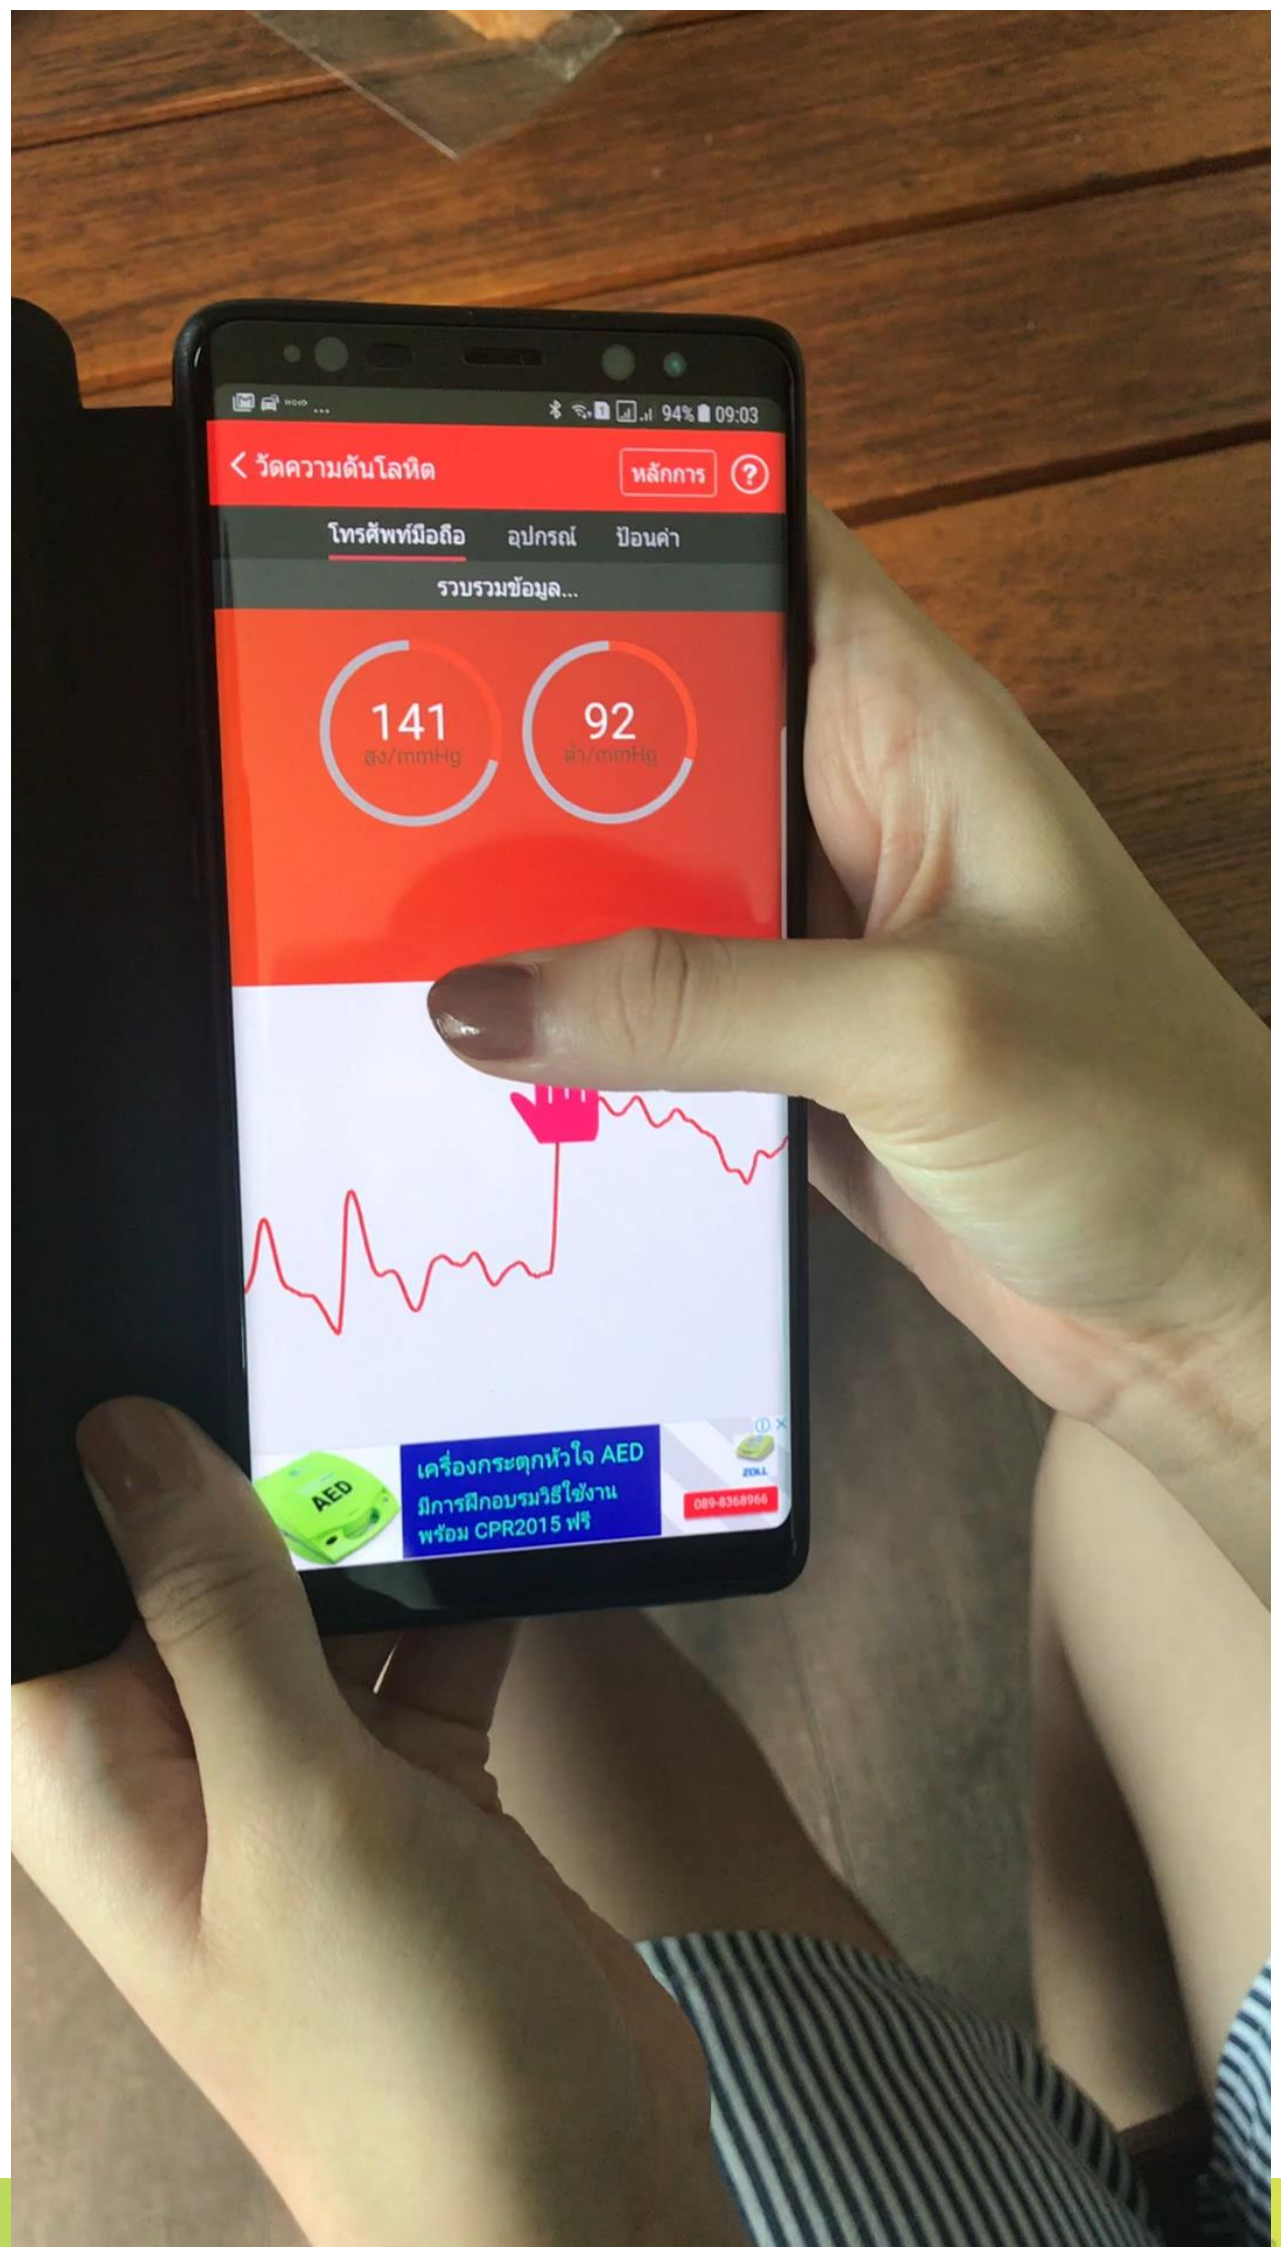 94% 09:03
วัดความดันโลหิต
หลักการ
?
โทรศัพท์มือถือ อุปกรณ์ ป้อนค่า
รวบรวมข้อมูล...
141
สูง/mmHg
92
ต่ำ/mmHg
AED
เครื่องกระตุกหัวใจ AED
มีการฝึกอบรมวิธีใช้งาน
พร้อม CPR2015 ฟรี
ZOLL
089-8368966